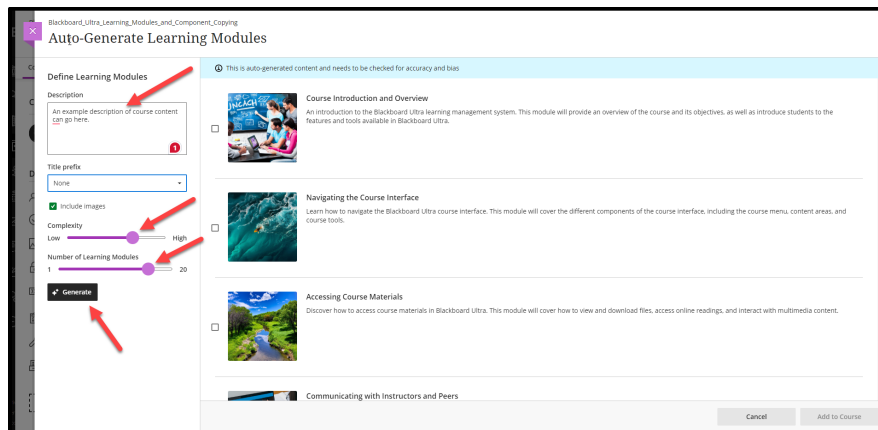 Blackboard_Ultra_Learning_Modules_and_Component_Copying
Auto-Generate Learning Modules
Define Learning Modules
Description
An example description of course content
can go here.
1
Title prefix
None
Include images
Complexity
Low
High
Number of Learning Modules
1
20
Generate
This is auto-generated content and needs to be checked for accuracy and bias
Course Introduction and Overview
An introduction to the Blackboard Ultra learning management system. This module will provide an overview of the course and its objectives, as well as introduce students to the
features and tools available in Blackboard Ultra.
Navigating the Course Interface
Learn how to navigate the Blackboard Ultra course interface. This module will cover the different components of the course interface, including the course menu, content areas, and
course tools.
Accessing Course Materials
Discover how to access course materials in Blackboard Ultra. This module will cover how to view and download files, access online readings, and interact with multimedia content.
Communicating with Instructors and Peers
Cancel
Add to Course